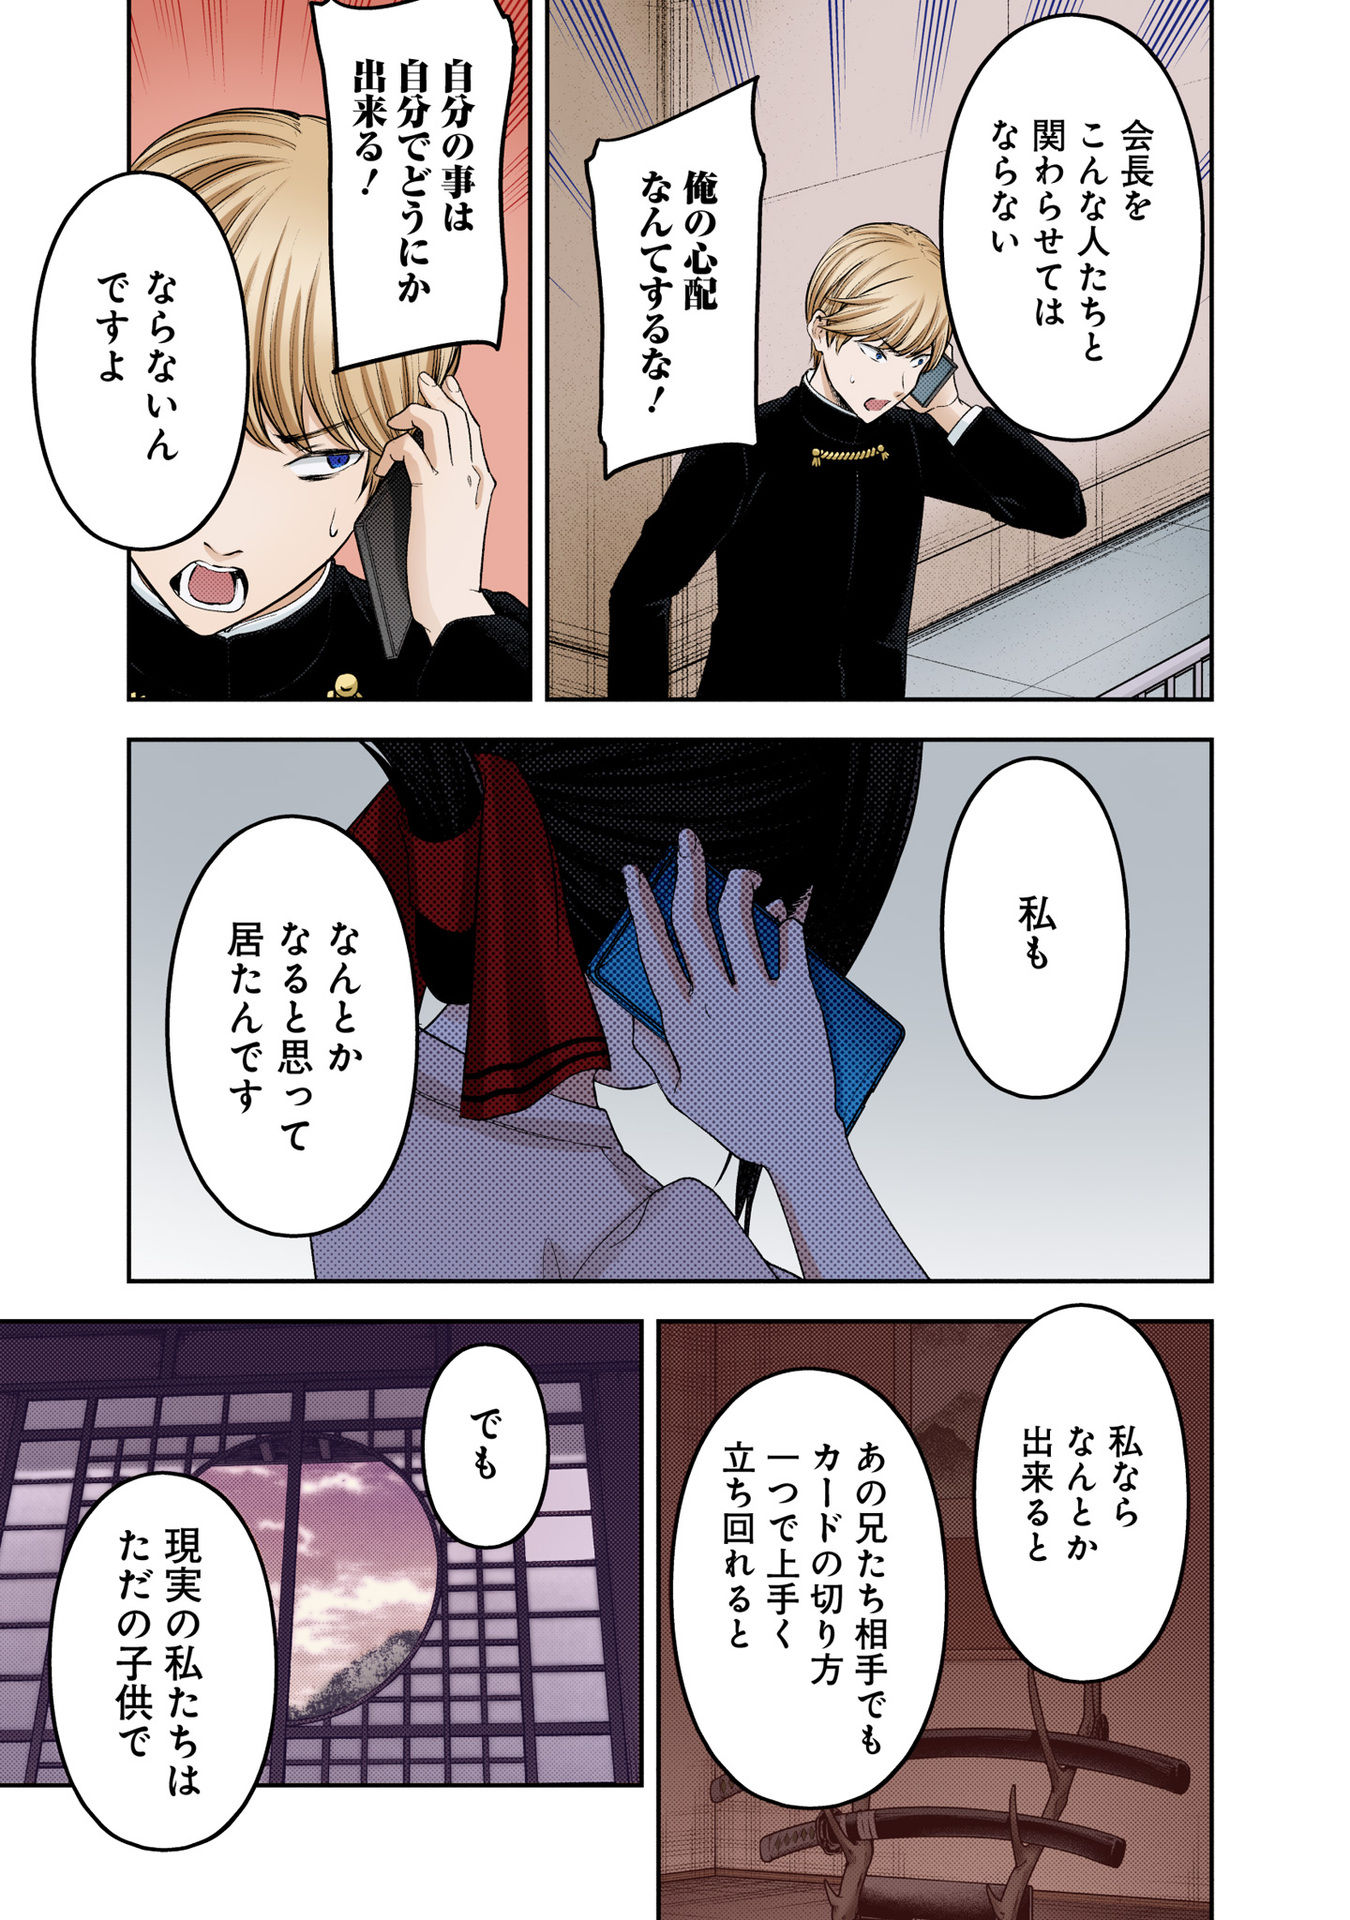 会長を
こんな人たちと
関わらせては
ならない
俺の心配
なんてするな!
自分の事は
自分でどうにか
出来る!
ならないん
ですよ
私も
なんとか
なると思って
居たんです
私なら
なんとか
出来ると
あの兄たち相手でも
カードの切り方
一つで上手く
立ち回れると
でも
現実の私たちは
ただの子供で